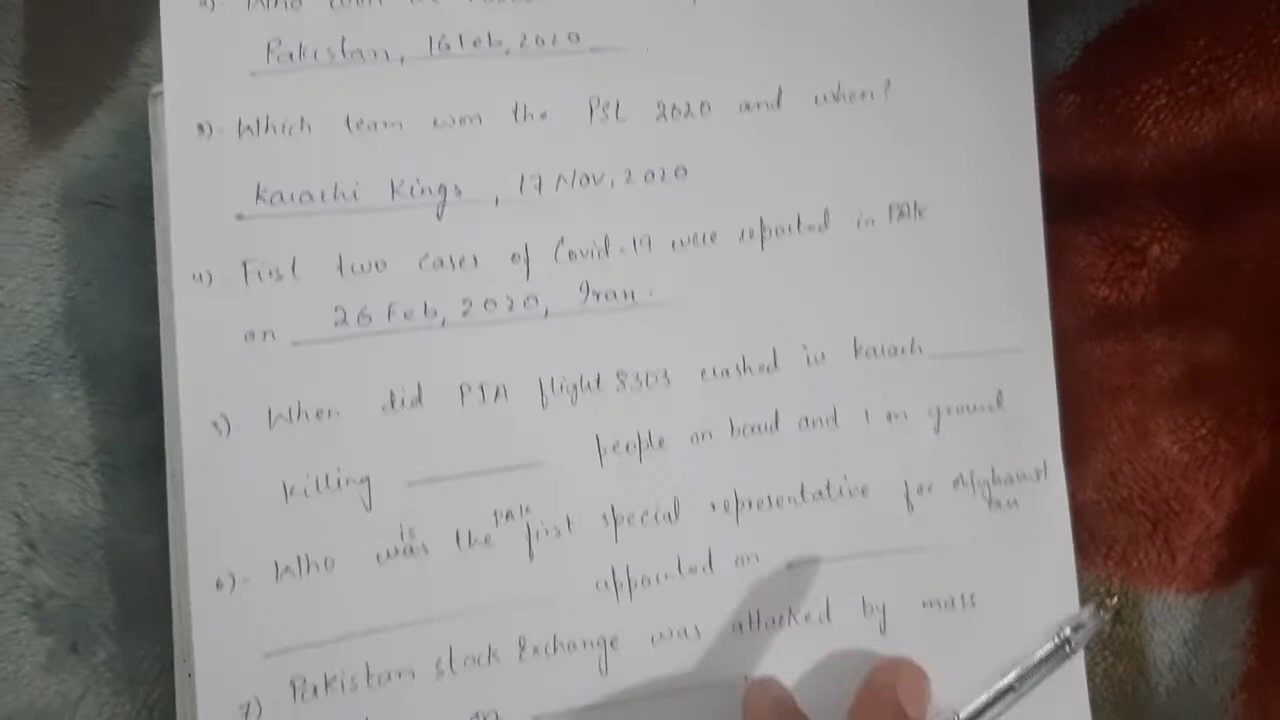 Who
Pakistan, 16 Feb, 2020
3)- Which team won the PSL 2020 and when?
Karachi Kings, 17 Nov, 2020
4) First two cases of Covid-19 were reported in PAK
on 26 Feb, 2020, Iran.
5) When did PIA flight 8303 crashed in Karach
killing people on board and 1 on ground
6)- Who was is the PAK first special representative for Afghanistan
appointed on
7) Pakistan stock Exchange was attacked by mass
on